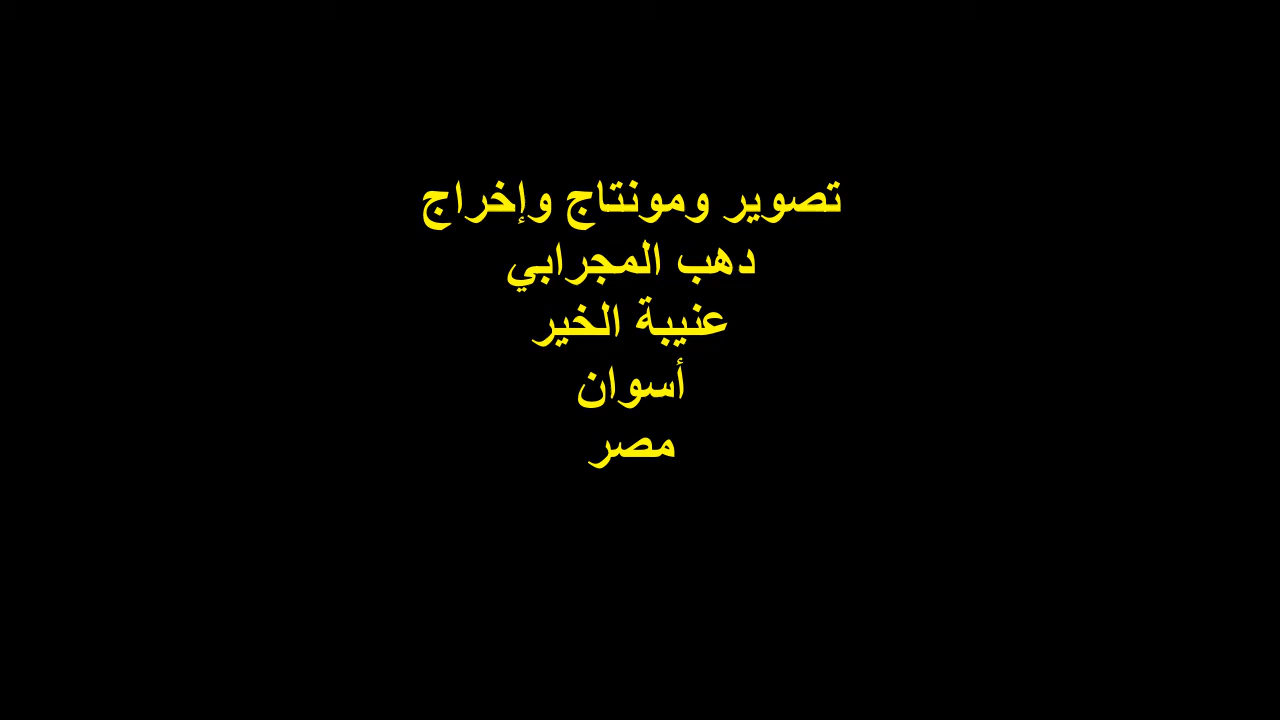 تصوير ومونتاج وإخراج
دهب المجرابي
عنيبة الخير
أسوان
مصر